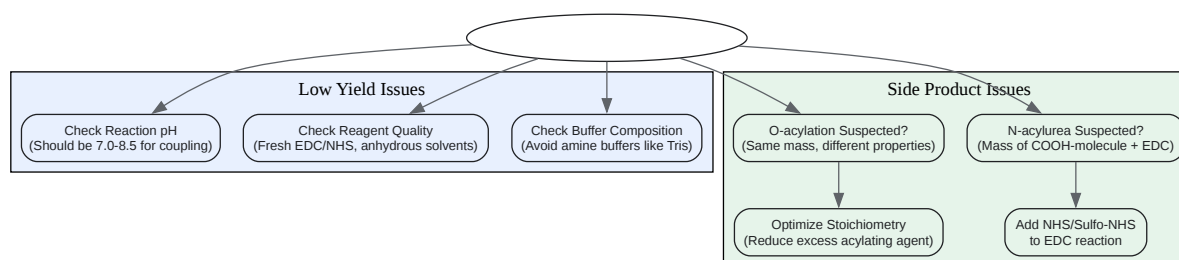 Low Yield Issues
Side Product Issues
Check Reaction pH
(Should be 7.0-8.5 for coupling)
Check Reagent Quality
(Fresh EDC/NHS, anhydrous solvents)
Check Buffer Composition
(Avoid amine buffers like Tris)
O-acylation Suspected?
(Same mass, different properties)
N-acylurea Suspected?
(Mass of COOH-molecule + EDC)
Optimize Stoichiometry
(Reduce excess acylating agent)
Add NHS/Sulfo-NHS
to EDC reaction